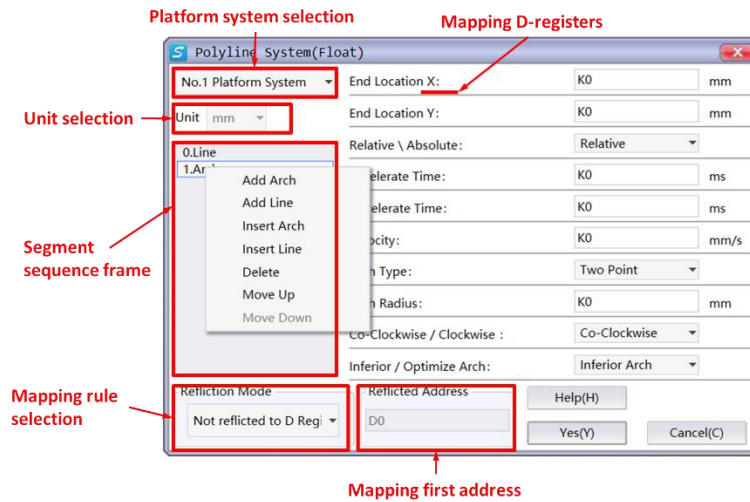 Platform system selection
Mapping D-registers
Polyline System(Float)
No.1 Platform System
End Location X:
K0
mm
Unit selection
Unit
mm
End Location Y:
K0
mm
Relative \ Absolute:
Relative
0.Line
1.Ar
elerate Time:
K0
ms
Add Arch
Add Line
elerate Time:
K0
ms
Insert Arch
Insert Line
ocity:
K0
mm/s
Segment
sequence frame
Delete
Type:
Two Point
Move Up
Radius:
K0
mm
Move Down
Co-Clockwise / Clockwise :
Co-Clockwise
Inferior / Optimize Arch:
Inferior Arch
Mapping rule
selection
Refliction Mode
Not reflicted to D Regi
Reflicted Address
D0
Help(H)
Yes(Y)
Cancel(C)
Mapping first address